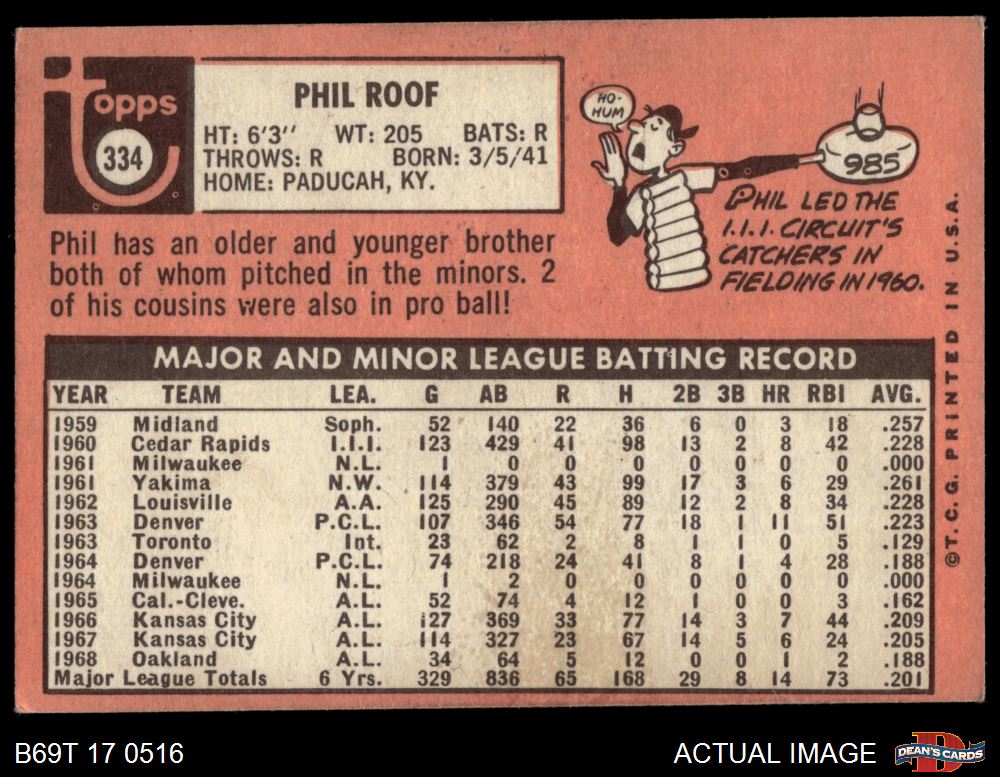 Topps
334
PHIL ROOF
HT: 6'3'' WT: 205 BATS: R
THROWS: R BORN: 3/5/41
HOME: PADUCAH, KY.
HO-
HUM
985
PHIL LED THE
I.I.I. CIRCUIT'S
CATCHERS IN
FIELDING IN 1960.
Phil has an older and younger brother
both of whom pitched in the minors. 2
of his cousins were also in pro ball!
MAJOR AND MINOR LEAGUE BATTING RECORD
YEAR TEAM LEA. G AB R H 2B 3B HR RBI AVG.
1959 Midland Soph. 52 140 22 36 6 0 3 18 .257
1960 Cedar Rapids I.I.I. 123 429 41 98 13 2 8 42 .228
1961 Milwaukee N.L. 1 0 0 0 0 0 0 0 .000
1961 Yakima N.W. 114 379 43 99 17 3 6 29 .261
1962 Louisville A.A. 125 290 45 89 12 2 8 34 .228
1963 Denver P.C.L. 107 346 54 77 18 1 11 51 .223
1963 Toronto Int. 23 62 2 8 1 1 0 5 .129
1964 Denver P.C.L. 74 218 24 41 8 1 4 28 .188
1964 Milwaukee N.L. 1 2 0 0 0 0 0 0 .000
1965 Cal.-Cleve. A.L. 52 74 4 12 1 0 0 3 .162
1966 Kansas City A.L. 127 369 33 77 14 3 7 44 .209
1967 Kansas City A.L. 114 327 23 67 14 5 6 24 .205
1968 Oakland A.L. 34 64 5 12 0 0 1 2 .188
Major League Totals 6 Yrs. 329 836 65 168 29 8 14 73 .201
©T.C.G. PRINTED IN U.S.A.
B69T 17 0516
ACTUAL IMAGE
D
DEAN'S CARDS